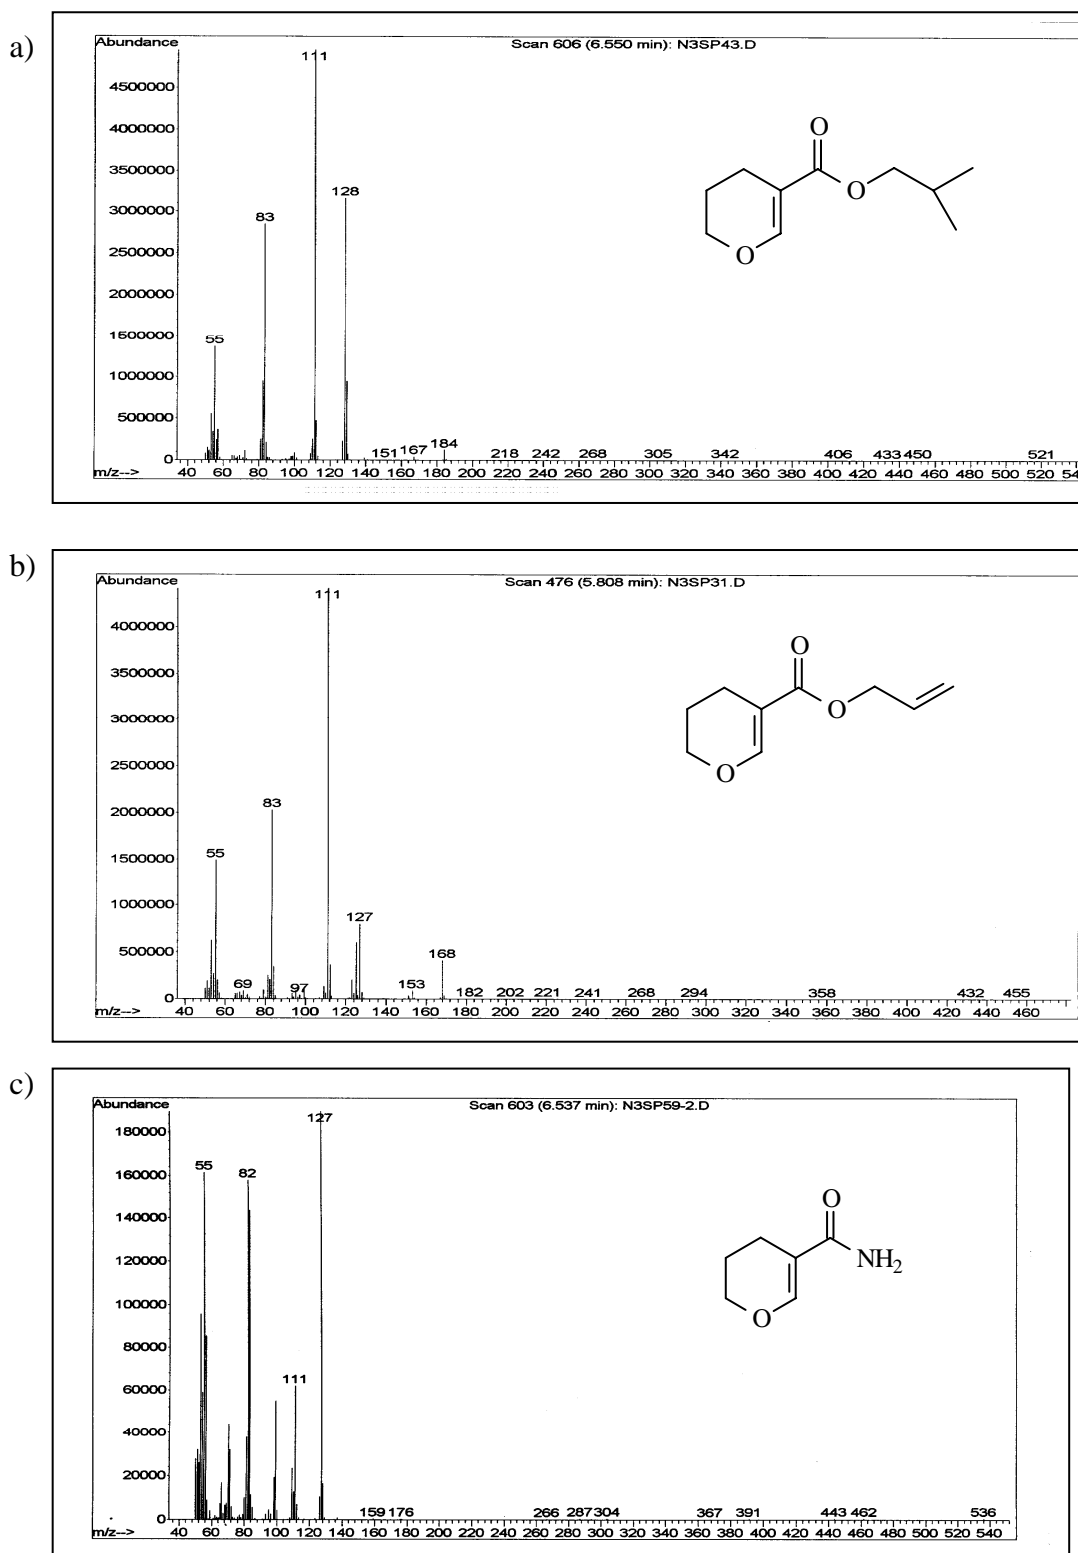 a)
Abundance
Scan 606 (6.550 min): N3SP43.D
111
4500000
4000000
3500000
128
3000000
83
2500000
2000000
1500000
55
1000000
500000
0
151 167 184 218 242 268 305 342 406 433 450 521
m/z-->
40 60 80 100 120 140 160 180 200 220 240 260 280 300 320 340 360 380 400 420 440 460 480 500 520 540
O
O
O
b)
Abundance
Scan 476 (5.808 min): N3SP31.D
111
4000000
3500000
3000000
2500000
2000000
83
1500000
55
1000000
127
500000
168
69 97 153
0
182 202 221 241 268 294 358 432 455
m/z-->
40 60 80 100 120 140 160 180 200 220 240 260 280 300 320 340 360 380 400 420 440 460
O
O
O
c)
Abundance
Scan 603 (6.537 min): N3SP59-2.D
127
180000
55
82
160000
140000
120000
100000
80000
111
60000
40000
20000
0
159 176 266 287 304 367 391 443 462 536
m/z-->
40 60 80 100 120 140 160 180 200 220 240 260 280 300 320 340 360 380 400 420 440 460 480 500 520 540
O
NH2
O